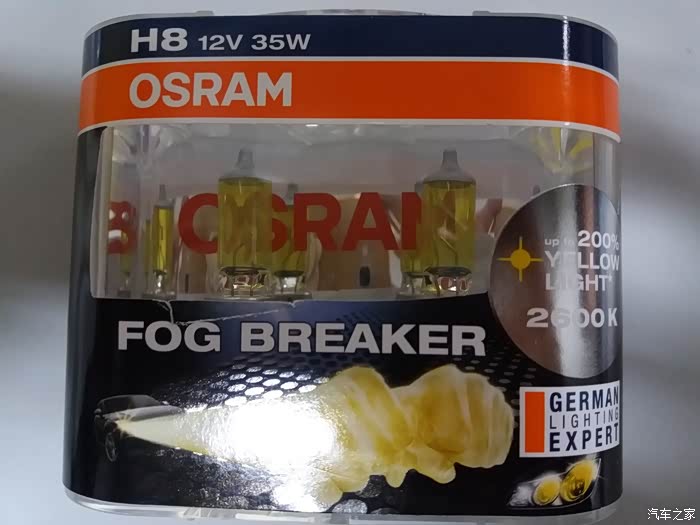 H8 12V 35W
OSRAM
OSRAM
up to 200%
YELLOW
LIGHT*
2600K
FOG BREAKER
GERMAN
LIGHTING
EXPERT
汽车之家